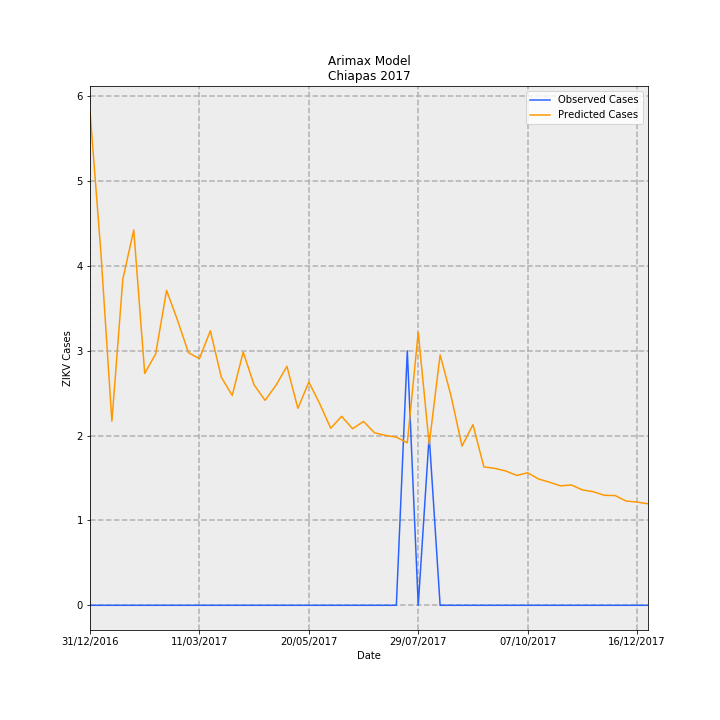 Arimax Model
Chiapas 2017
Observed Cases
Predicted Cases
6
5
4
3
2
1
0
ZIKV Cases
31/12/2016 11/03/2017 20/05/2017 29/07/2017 07/10/2017 16/12/2017
Date